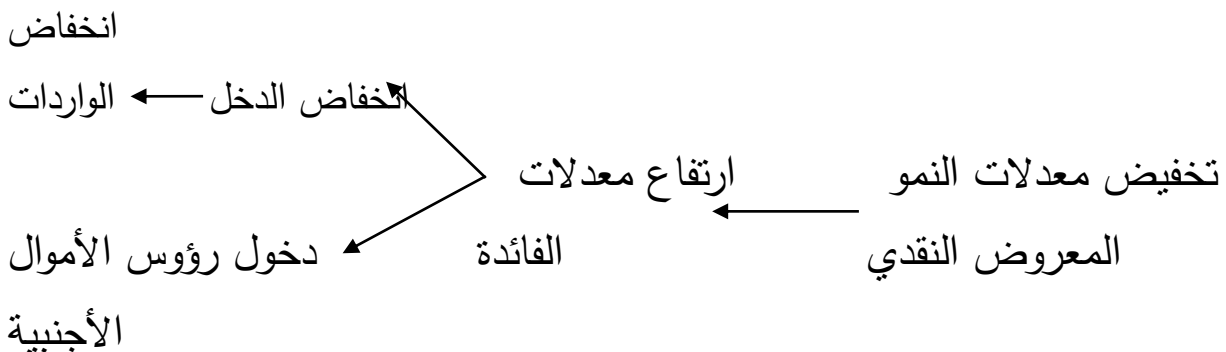 انخفاض
انخفاض الدخل الواردات
تخفيض معدلات النمو ارتفاع معدلات
المعروض النقدي الفائدة دخول رؤوس الأموال
الأجنبية